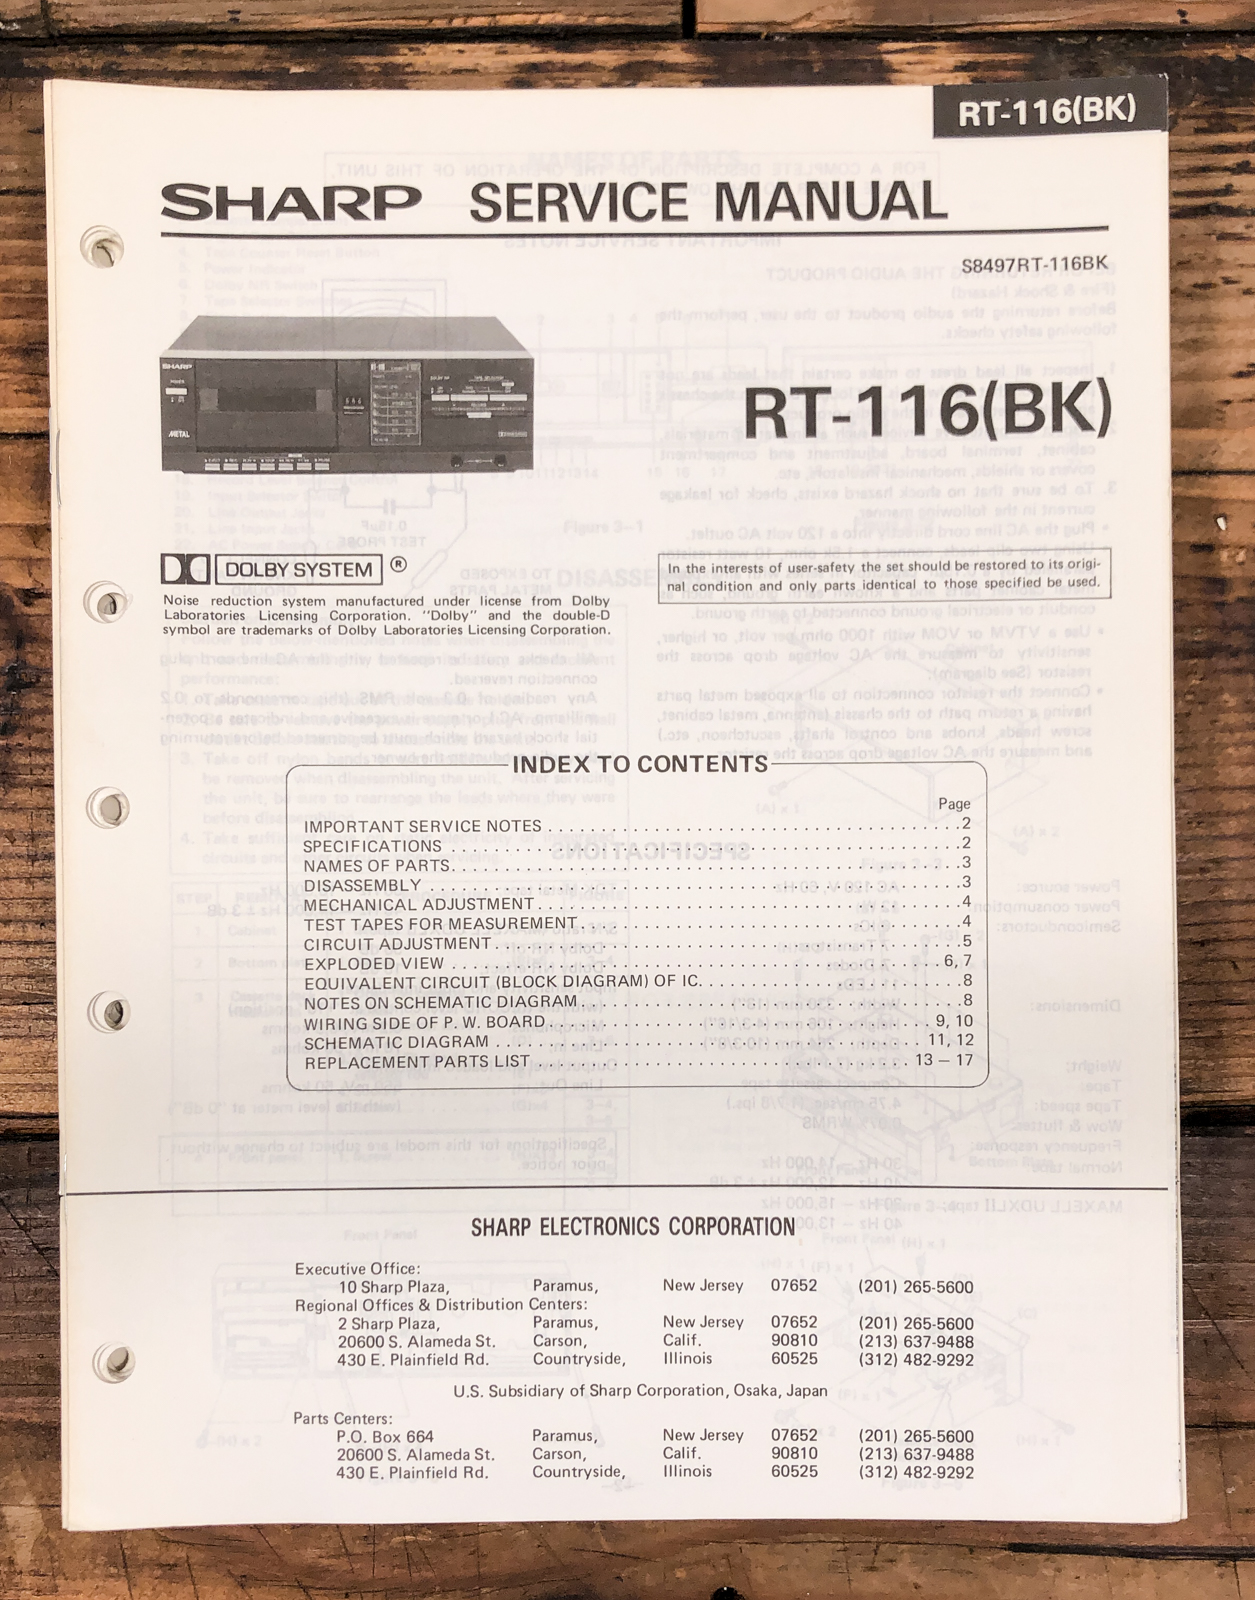 RT-116(BK)
SHARP SERVICE MANUAL
S8497RT-116BK
SHARP
METAL
RT-116(BK)
DOLBY SYSTEM ®
Noise reduction system manufactured under license from Dolby
Laboratories Licensing Corporation. "Dolby" and the double-D
symbol are trademarks of Dolby Laboratories Licensing Corporation.
In the interests of user-safety the set should be restored to its origi-
nal condition and only parts identical to those specified be used.
INDEX TO CONTENTS
Page
IMPORTANT SERVICE NOTES 2
SPECIFICATIONS 2
NAMES OF PARTS 3
DISASSEMBLY 3
MECHANICAL ADJUSTMENT 4
TEST TAPES FOR MEASUREMENT 4
CIRCUIT ADJUSTMENT 5
EXPLODED VIEW 6, 7
EQUIVALENT CIRCUIT (BLOCK DIAGRAM) OF IC 8
NOTES ON SCHEMATIC DIAGRAM 8
WIRING SIDE OF P. W. BOARD 9, 10
SCHEMATIC DIAGRAM 11, 12
REPLACEMENT PARTS LIST 13 – 17
SHARP ELECTRONICS CORPORATION
Executive Office:
10 Sharp Plaza, Paramus, New Jersey 07652 (201) 265-5600
Regional Offices & Distribution Centers:
2 Sharp Plaza, Paramus, New Jersey 07652 (201) 265-5600
20600 S. Alameda St. Carson, Calif. 90810 (213) 637-9488
430 E. Plainfield Rd. Countryside, Illinois 60525 (312) 482-9292
U.S. Subsidiary of Sharp Corporation, Osaka, Japan
Parts Centers:
P.O. Box 664 Paramus, New Jersey 07652 (201) 265-5600
20600 S. Alameda St. Carson, Calif. 90810 (213) 637-9488
430 E. Plainfield Rd. Countryside, Illinois 60525 (312) 482-9292